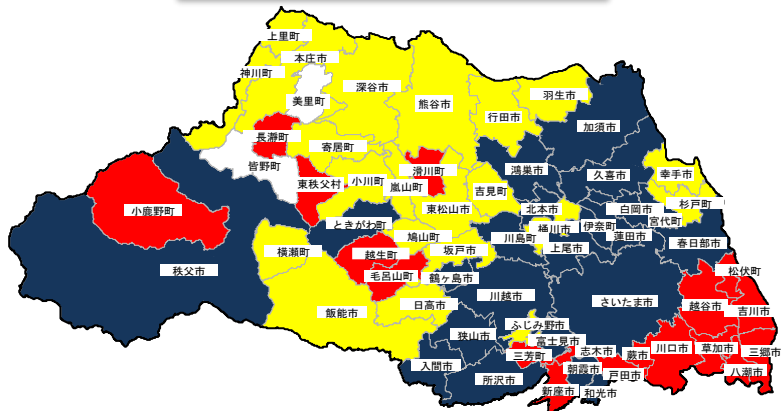 上里町
本庄市
神川町
美里町
深谷市
熊谷市
行田市
羽生市
加須市
長瀞町
寄居町
皆野町
東秩父村
小川町
嵐山町
滑川町
吉見町
鴻巣市
久喜市
幸手市
小鹿野町
ときがわ町
東松山市
北本市
白岡市
杉戸町
宮代町
桶川市
伊奈町
蓮田市
春日部市
横瀬町
鳩山町
川島町
上尾市
越生町
坂戸市
秩父市
毛呂山町
鶴ヶ島市
松伏町
川越市
さいたま市
越谷市
吉川市
飯能市
日高市
ふじみ野市
狭山市
富士見市
三芳町
志木市
蕨市
川口市
草加市
三郷市
入間市
所沢市
朝霞市
戸田市
八潮市
新座市
和光市